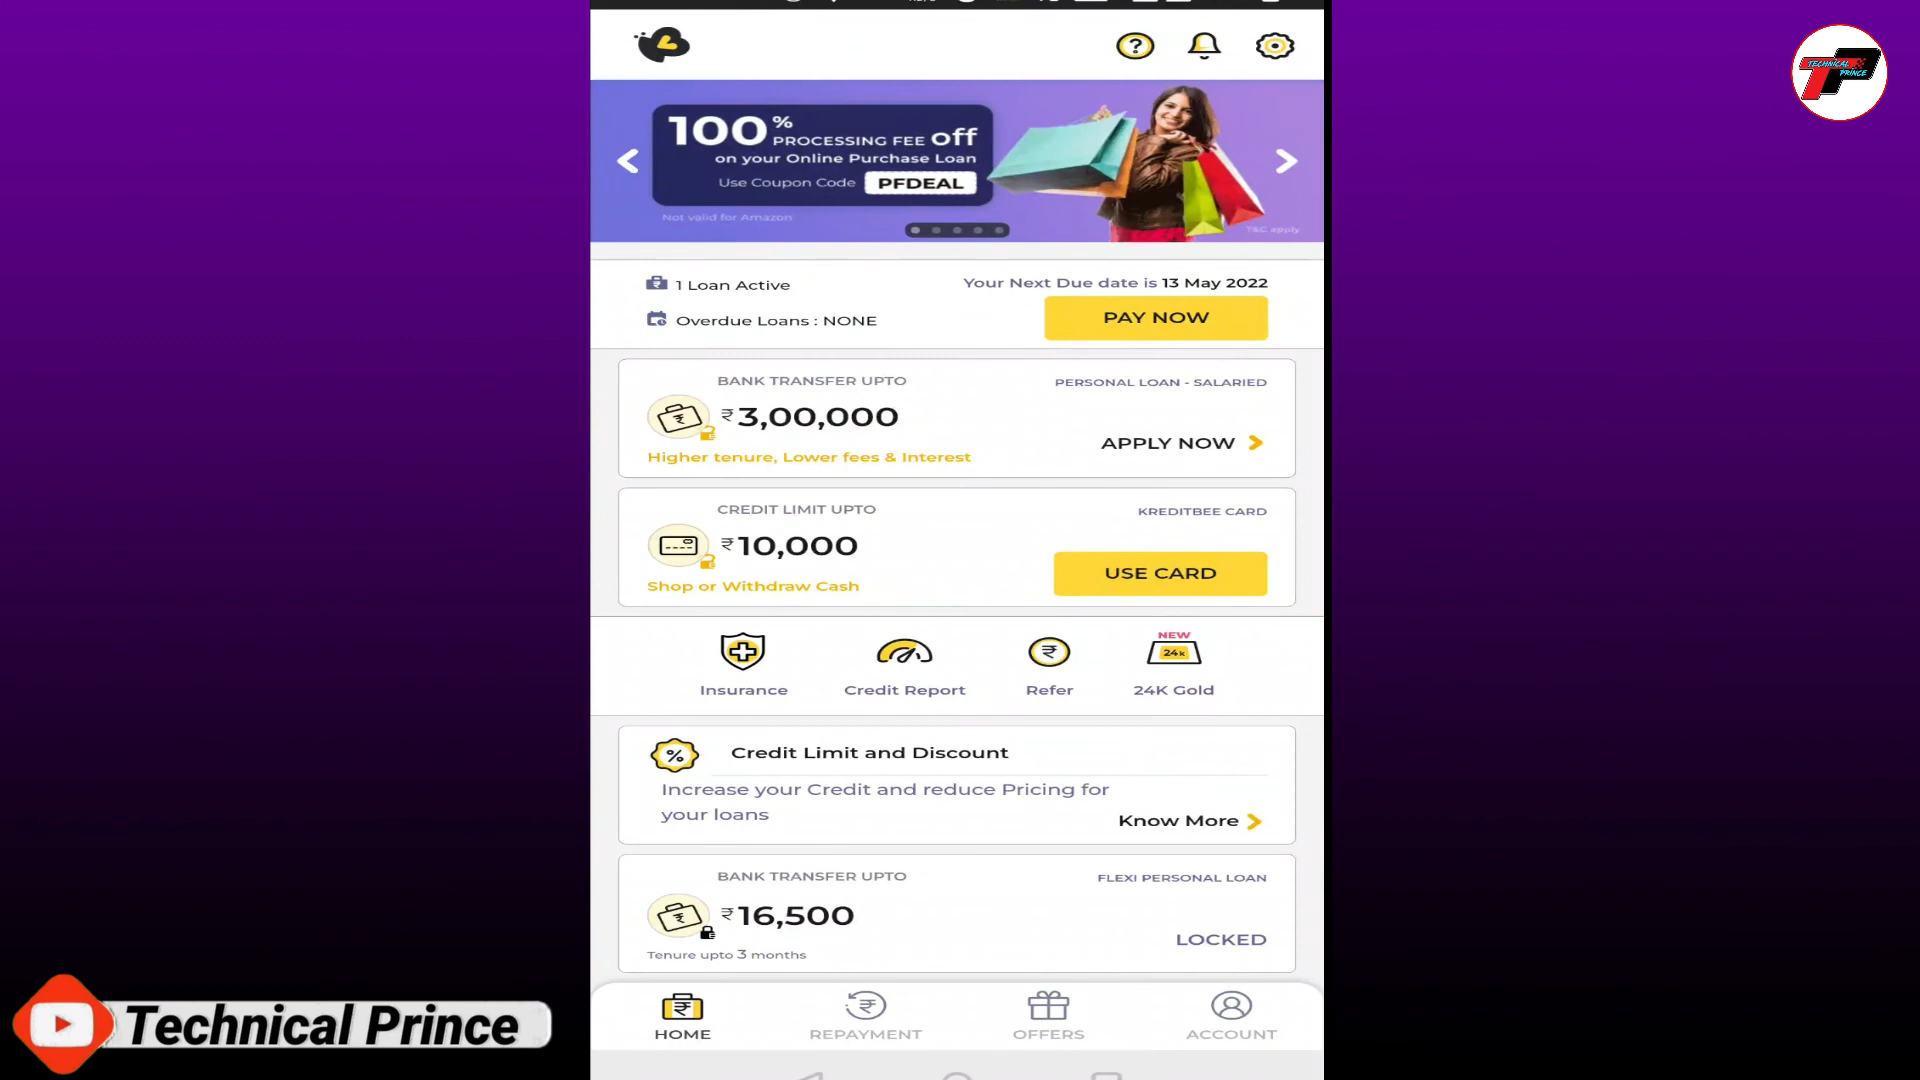 TECHNICAL
PRINCE
?
100% PROCESSING FEE off
on your Online Purchase Loan
Use Coupon Code PFDEAL
Not valid for Amazon
T&C apply
1 Loan Active
Your Next Due date is 13 May 2022
Overdue Loans : NONE
PAY NOW
BANK TRANSFER UPTO
PERSONAL LOAN - SALARIED
₹3,00,000
APPLY NOW
Higher tenure, Lower fees & Interest
CREDIT LIMIT UPTO
KREDITBEE CARD
₹10,000
USE CARD
Shop or Withdraw Cash
NEW
24K
Insurance
Credit Report
Refer
24K Gold
Credit Limit and Discount
Increase your Credit and reduce Pricing for
your loans
Know More
BANK TRANSFER UPTO
FLEXI PERSONAL LOAN
₹16,500
LOCKED
Tenure upto 3 months
HOME
REPAYMENT
OFFERS
ACCOUNT
Technical Prince